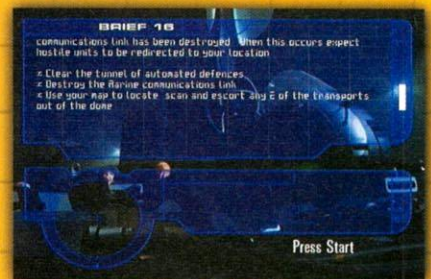 BRIEF 16
communications link has been destroyed. When this occurs expect
hostile units to be redirected to your location
× Clear the tunnel of automated defences
× Destroy the Marine communications link
× Use your map to locate scan and escort any 2 of the transports
out of the dome
Press Start